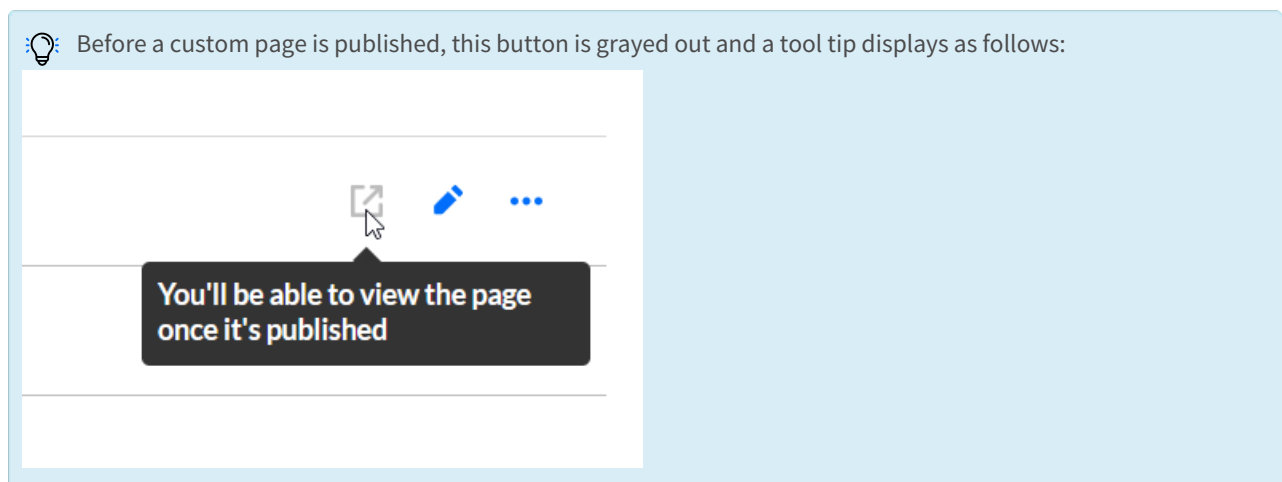 Before a custom page is published, this button is grayed out and a tool tip displays as follows:
You'll be able to view the page
once it's published